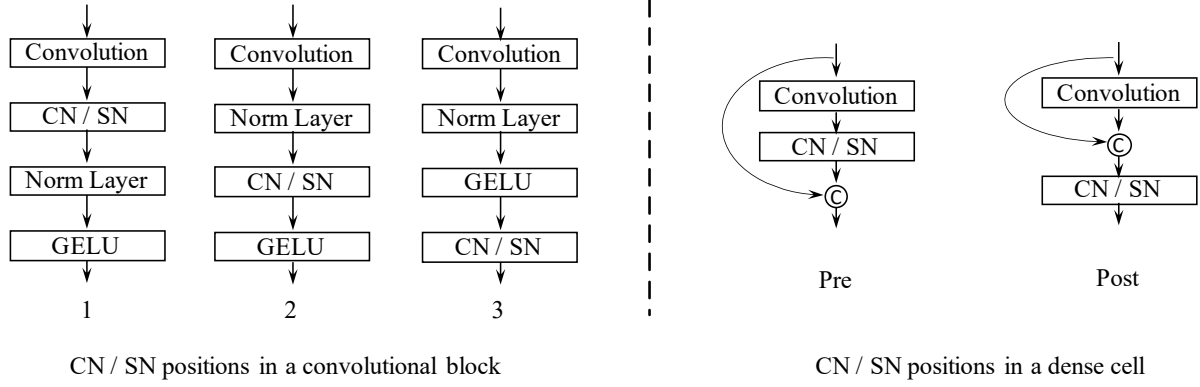 Convolution
CN / SN
Norm Layer
GELU
1
Convolution
Norm Layer
CN / SN
GELU
2
Convolution
Norm Layer
GELU
CN / SN
3
CN / SN positions in a convolutional block
Convolution
CN / SN
C
Pre
Convolution
C
CN / SN
Post
CN / SN positions in a dense cell